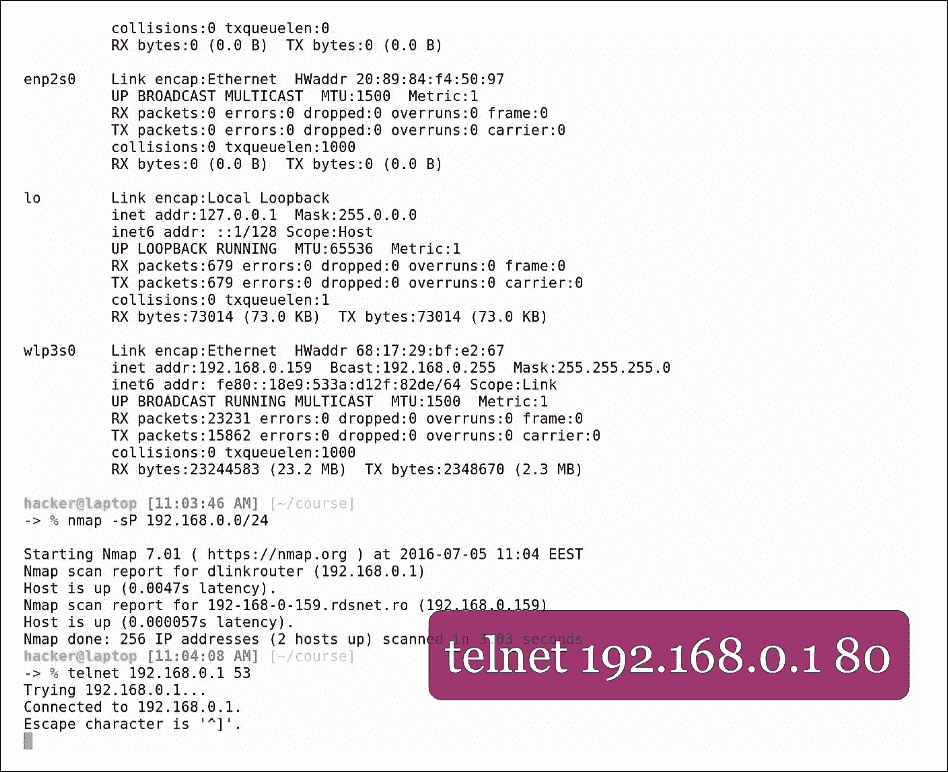 collisions:0 txqueuelen:0
RX bytes:0 (0.0 B)  TX bytes:0 (0.0 B)
enp2s0    Link encap:Ethernet  HWaddr 20:89:84:f4:50:97
UP BROADCAST MULTICAST  MTU:1500  Metric:1
RX packets:0 errors:0 dropped:0 overruns:0 frame:0
TX packets:0 errors:0 dropped:0 overruns:0 carrier:0
collisions:0 txqueuelen:1000
RX bytes:0 (0.0 B)  TX bytes:0 (0.0 B)
lo        Link encap:Local Loopback
inet addr:127.0.0.1  Mask:255.0.0.0
inet6 addr: ::1/128 Scope:Host
UP LOOPBACK RUNNING  MTU:65536  Metric:1
RX packets:679 errors:0 dropped:0 overruns:0 frame:0
TX packets:679 errors:0 dropped:0 overruns:0 carrier:0
collisions:0 txqueuelen:1
RX bytes:73014 (73.0 KB)  TX bytes:73014 (73.0 KB)
wlp3s0    Link encap:Ethernet  HWaddr 68:17:29:bf:e2:67
inet addr:192.168.0.159  Bcast:192.168.0.255  Mask:255.255.255.0
inet6 addr: fe80::18e9:533a:d12f:82de/64 Scope:Link
UP BROADCAST RUNNING MULTICAST  MTU:1500  Metric:1
RX packets:23231 errors:0 dropped:0 overruns:0 frame:0
TX packets:15862 errors:0 dropped:0 overruns:0 carrier:0
collisions:0 txqueuelen:1000
RX bytes:23244583 (23.2 MB)  TX bytes:2348670 (2.3 MB)
hacker@laptop [11:03:46 AM] [~/course]
-> % nmap -sP 192.168.0.0/24
Starting Nmap 7.01 ( https://nmap.org ) at 2016-07-05 11:04 EEST
Nmap scan report for dlinkrouter (192.168.0.1)
Host is up (0.0047s latency).
Nmap scan report for 192-168-0-159.rdsnet.ro (192.168.0.159)
Host is up (0.000057s latency).
Nmap done: 256 IP addresses (2 hosts up) scanned in 3.03 seconds
hacker@laptop [11:04:08 AM] [~/course]
-> % telnet 192.168.0.1 53
Trying 192.168.0.1...
Connected to 192.168.0.1.
Escape character is '^]'.
telnet 192.168.0.1 80